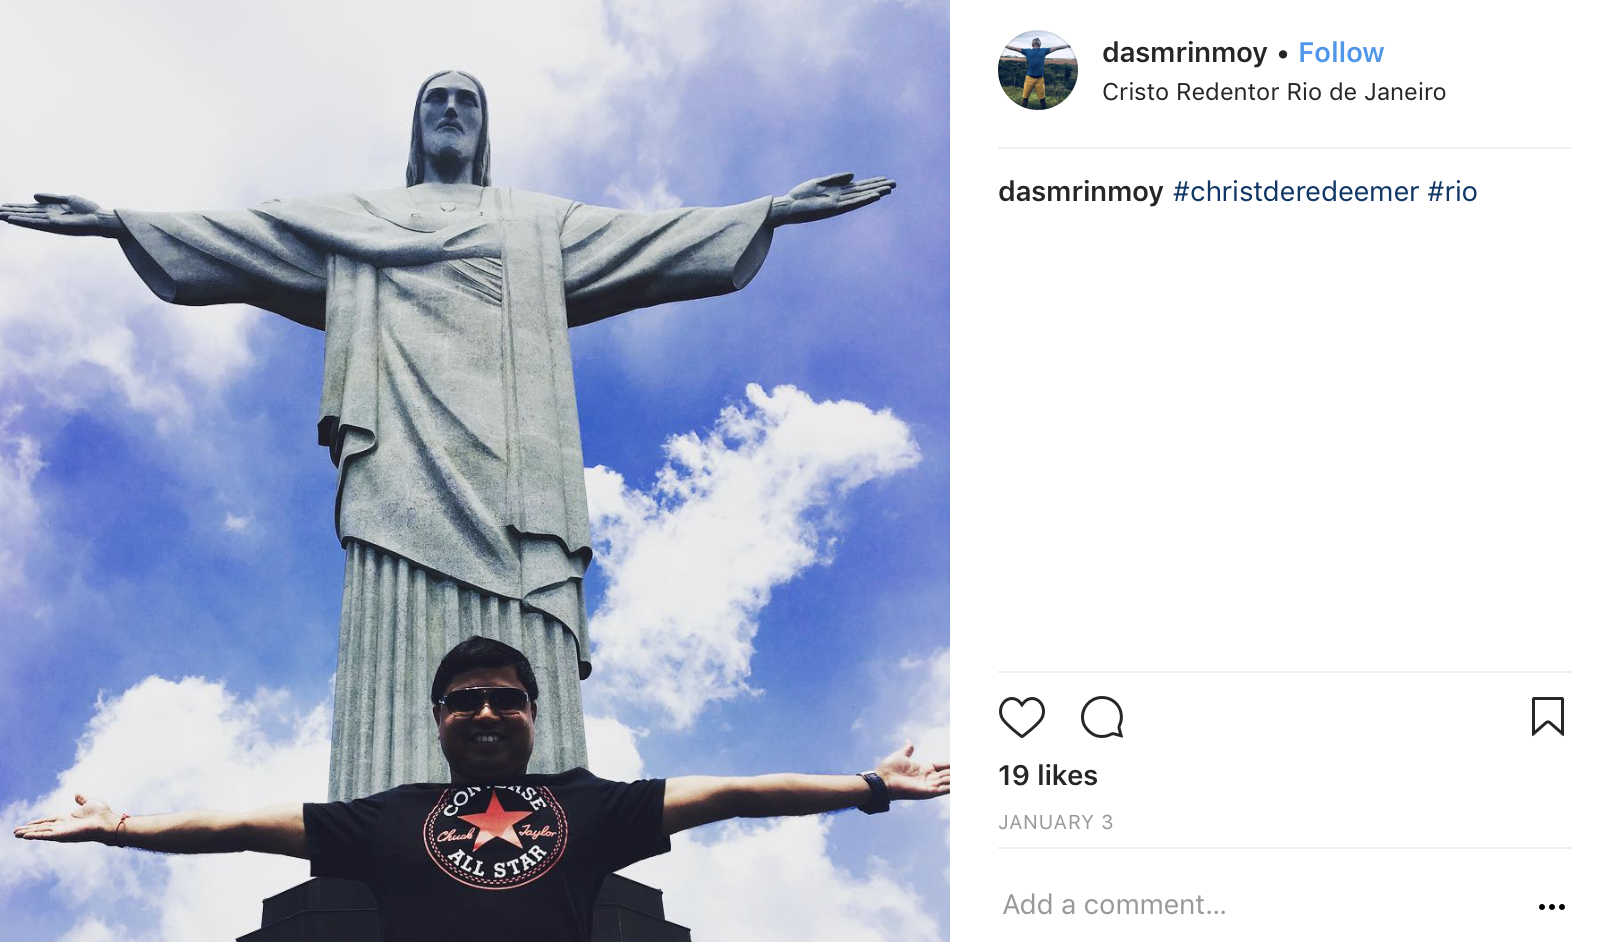 CONVERSE
Chuck Taylor
ALL STAR
dasmrinmoy • Follow
Cristo Redentor Rio de Janeiro
dasmrinmoy #christderedeemer #rio
19 likes
JANUARY 3
Add a comment...